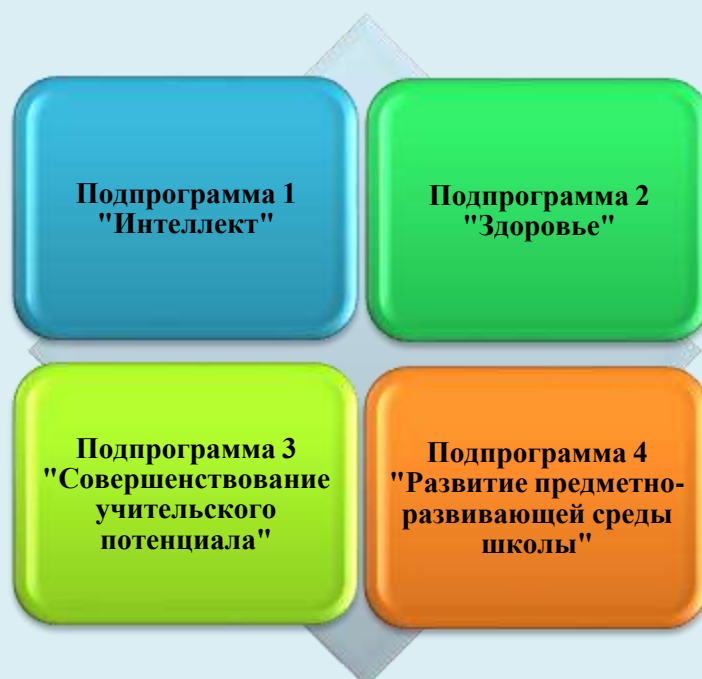 Подпрограмма 1
"Интеллект"
Подпрограмма 2
"Здоровье"
Подпрограмма 3
"Совершенствование
учительского
потенциала"
Подпрограмма 4
"Развитие предметно-
развивающей среды
школы"